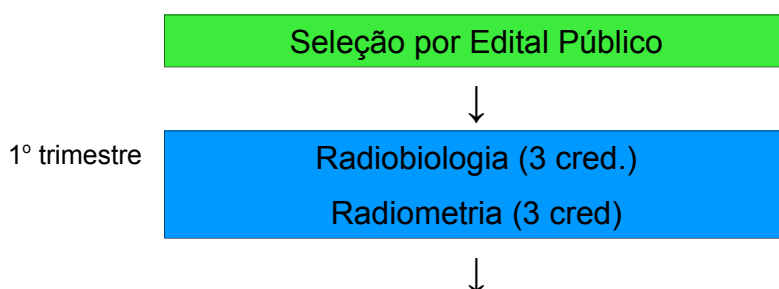 Seleção por Edital Público
↓
1º trimestre
Radiobiologia (3 cred.)
Radiometria (3 cred)
↓